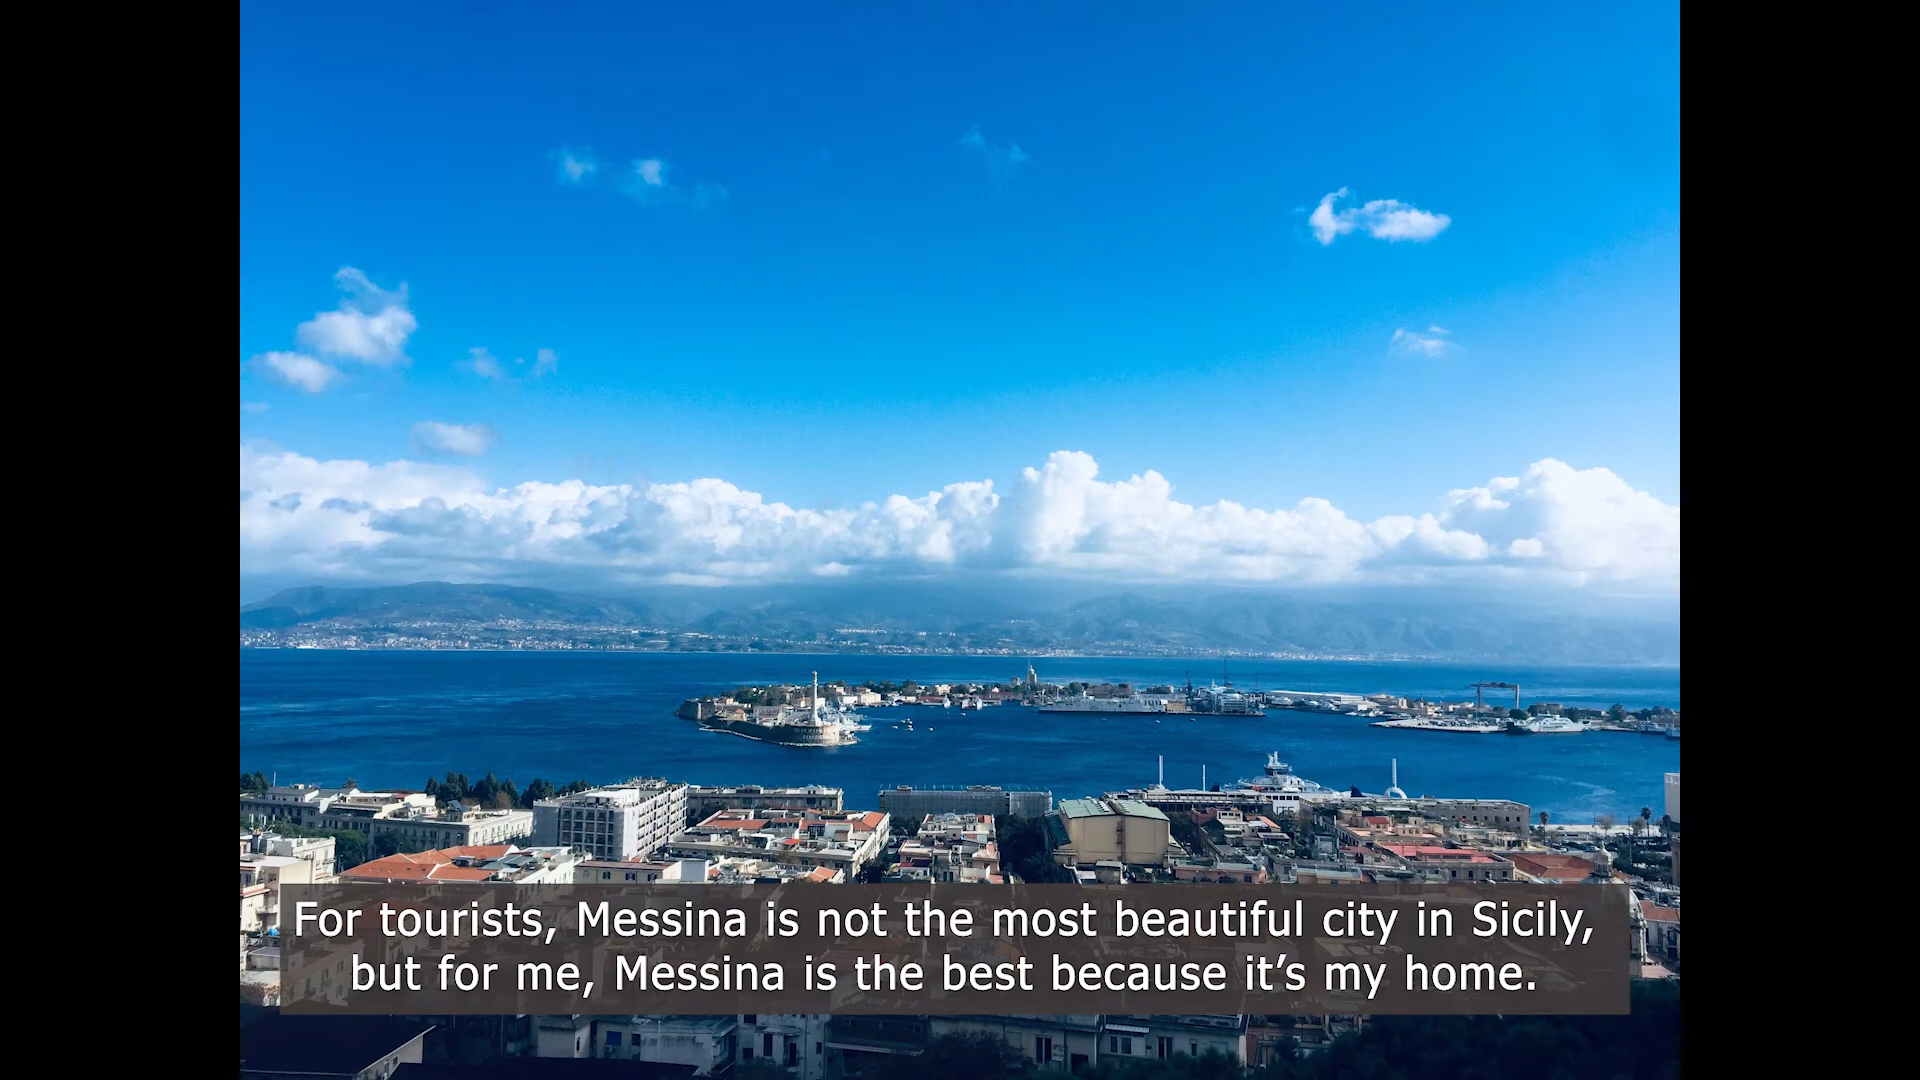 For tourists, Messina is not the most beautiful city in Sicily,
but for me, Messina is the best because it’s my home.